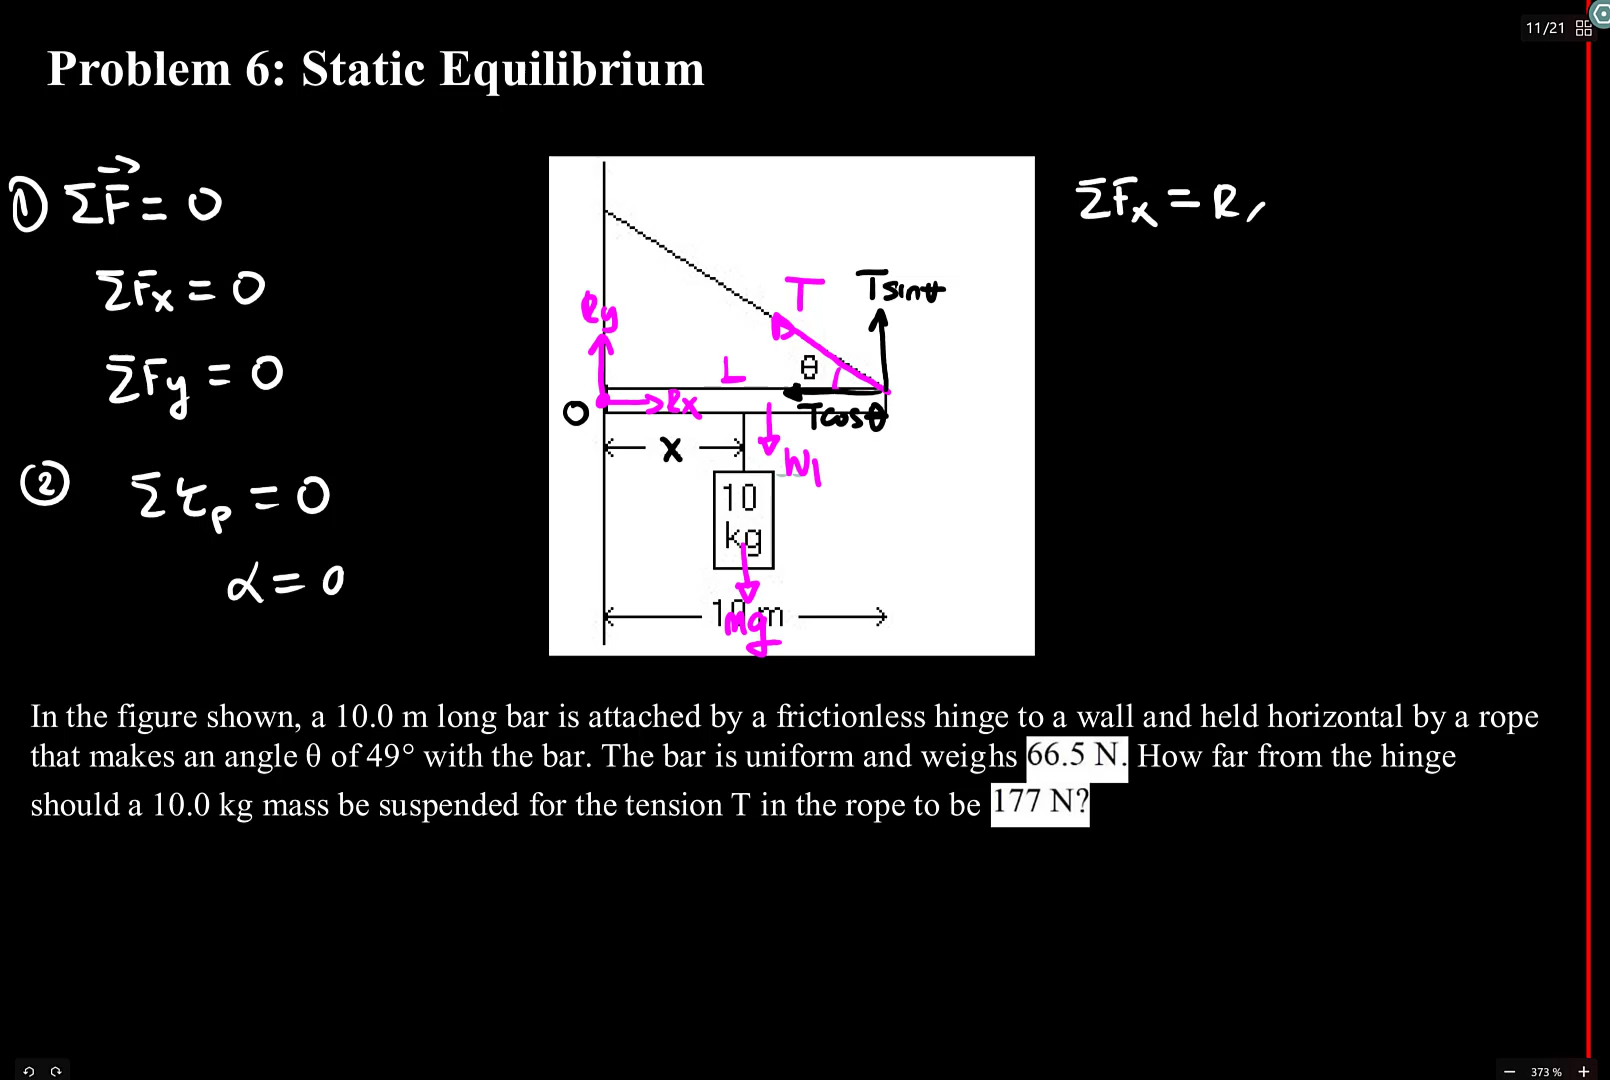 11/21
Problem 6: Static Equilibrium
① ΣF⃗ = 0
ΣFx = 0
ΣFy = 0
② Στp = 0
α = 0
ΣFx = R
T
Tsinθ
Ry
θ
L
Rx
Tcosθ
O
X
W1
10
kg
10 m
mg
In the figure shown, a 10.0 m long bar is attached by a frictionless hinge to a wall and held horizontal by a rope
that makes an angle θ of 49° with the bar. The bar is uniform and weighs 66.5 N. How far from the hinge
should a 10.0 kg mass be suspended for the tension T in the rope to be 177 N?
373 %